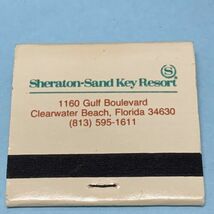 S
Sheraton-Sand Key Resort
1160 Gulf Boulevard
Clearwater Beach, Florida 34630
(813) 595-1611